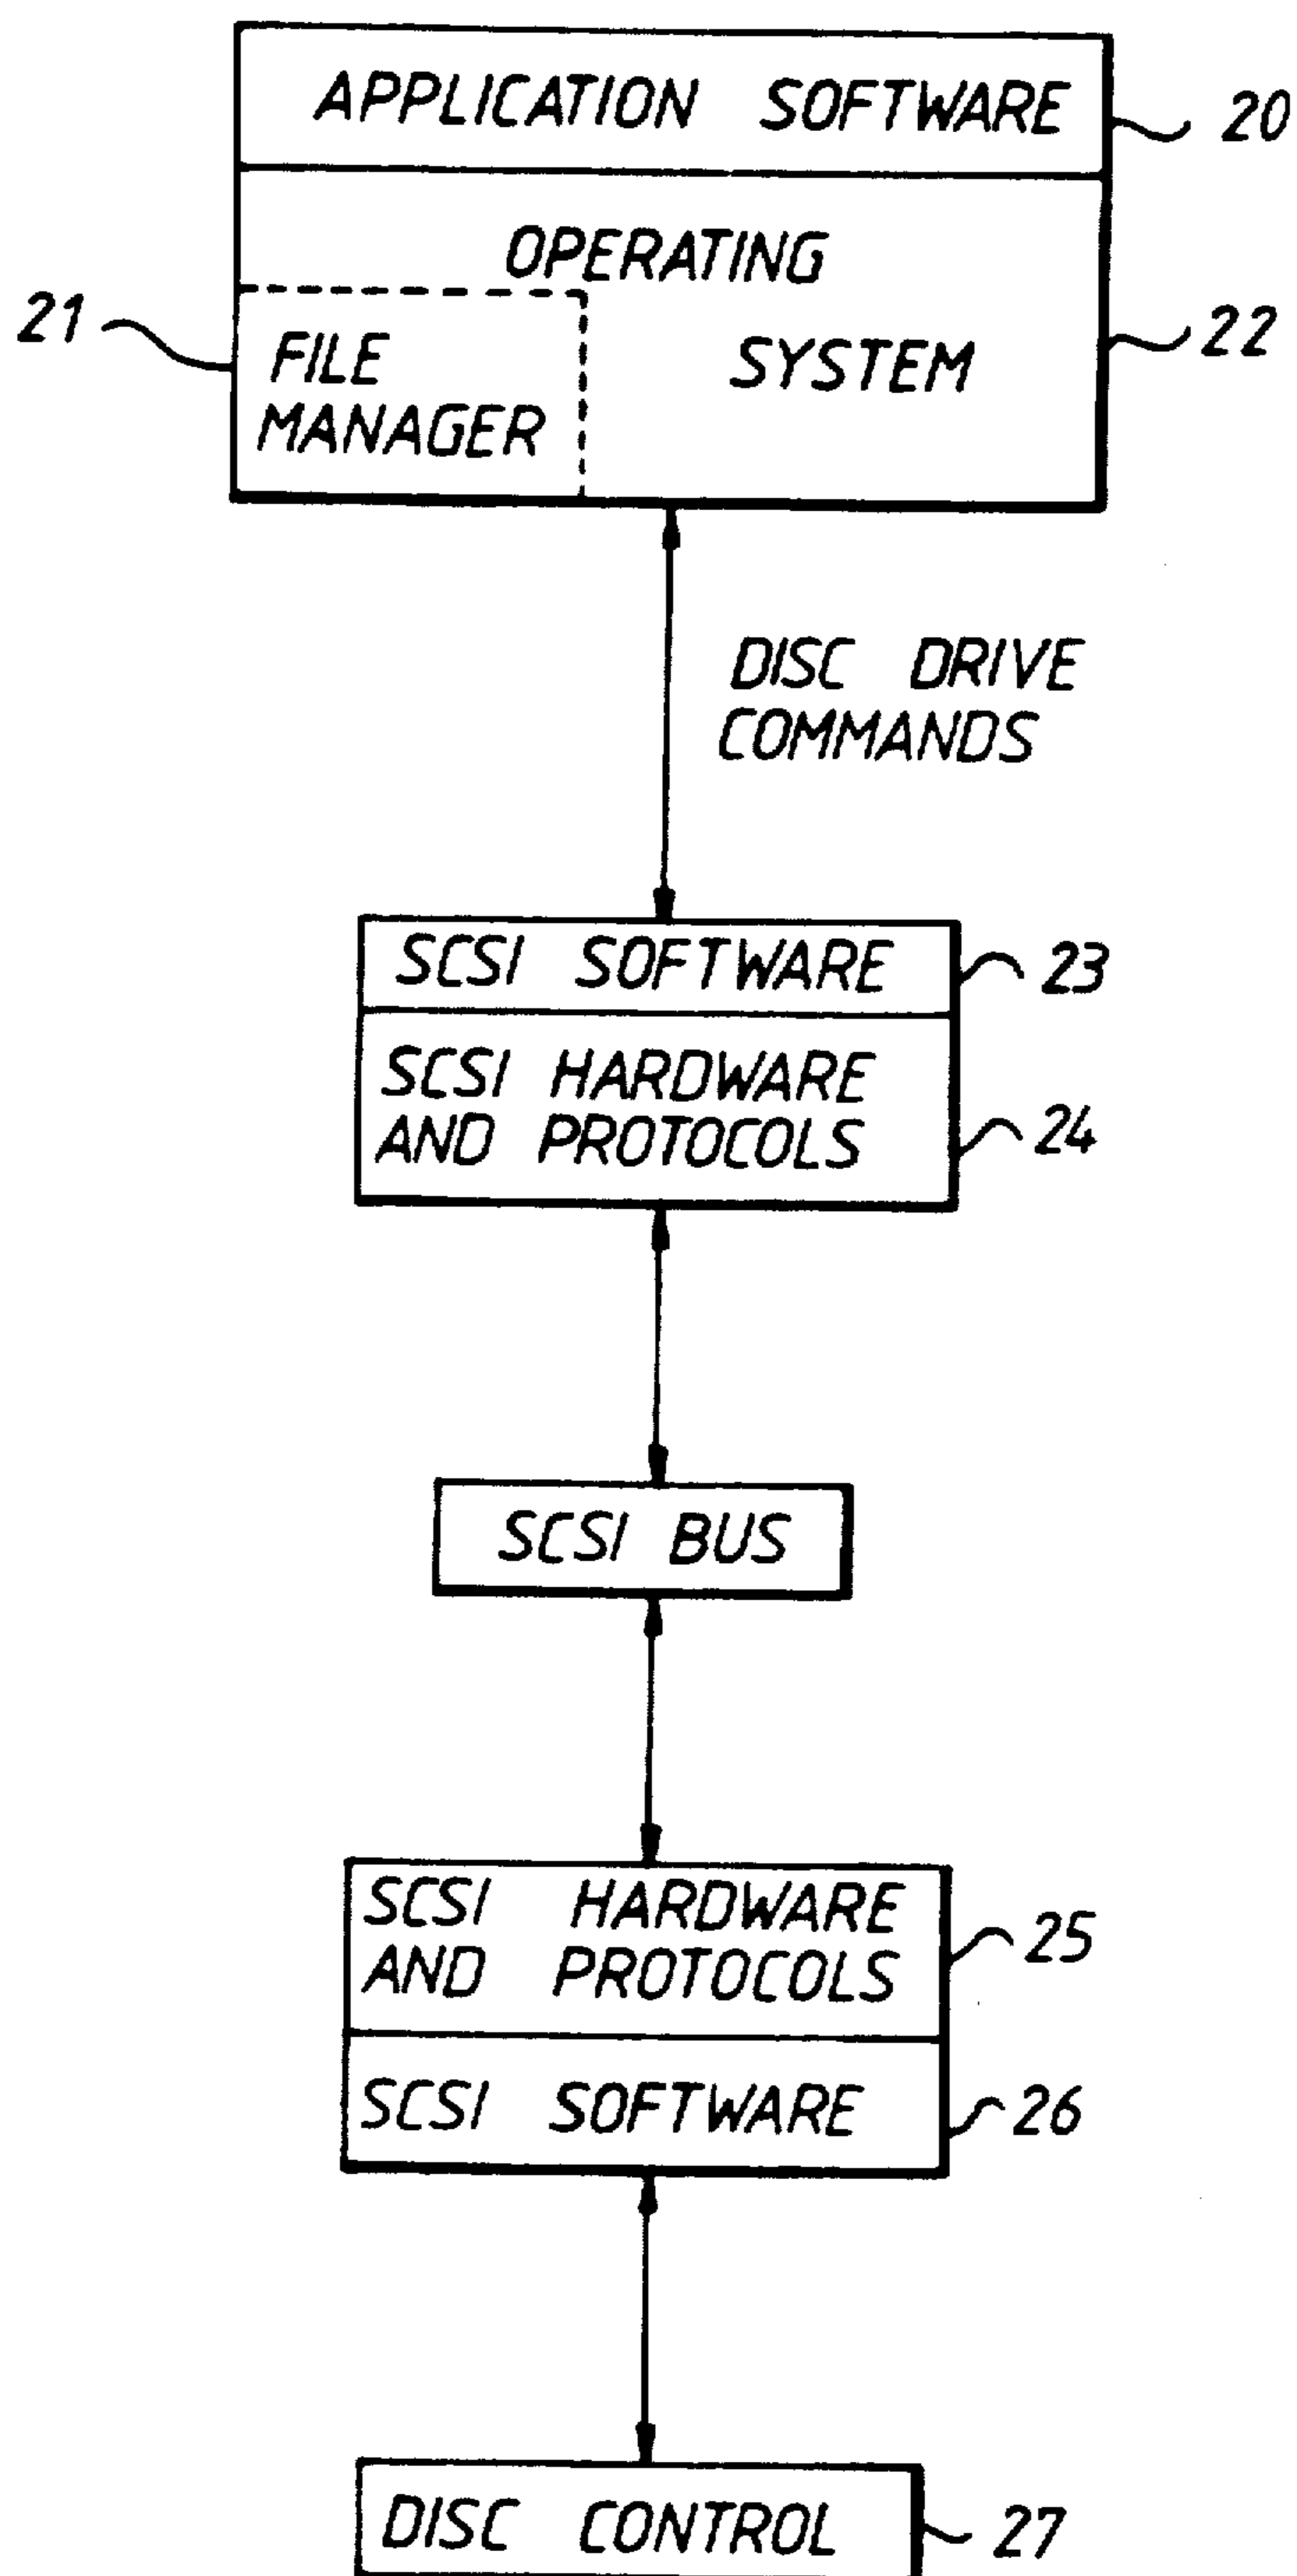 APPLICATION SOFTWARE
20
OPERATING
21
FILE
MANAGER
SYSTEM
22
DISC DRIVE
COMMANDS
SCSI SOFTWARE
23
SCSI HARDWARE
AND PROTOCOLS
24
SCSI BUS
SCSI HARDWARE
AND PROTOCOLS
25
SCSI SOFTWARE
26
DISC CONTROL
27